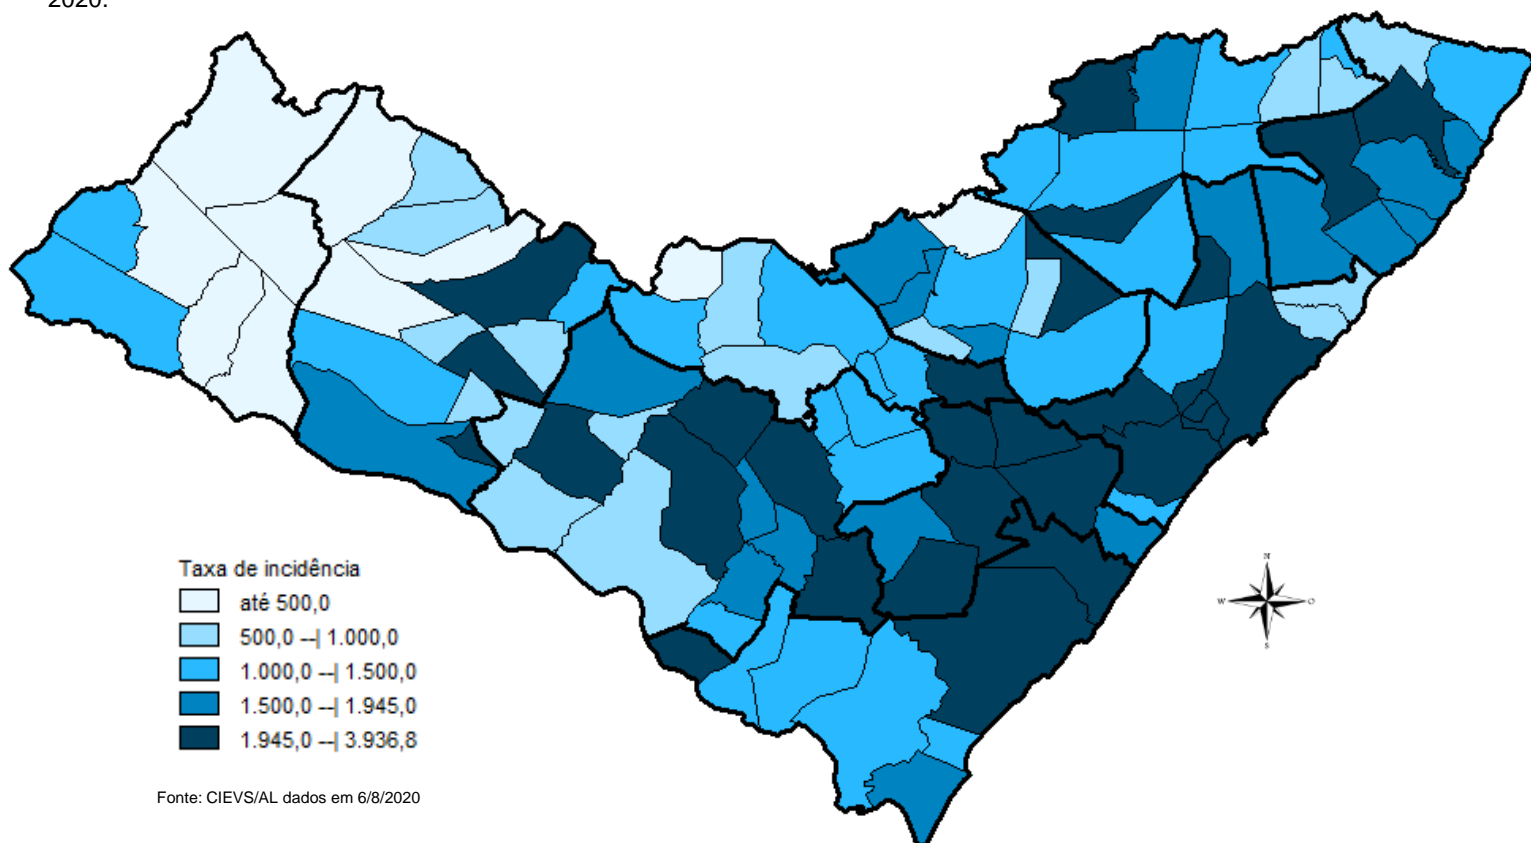 2020.
Taxa de incidência
até 500,0
500,0 --| 1.000,0
1.000,0 --| 1.500,0
1.500,0 --| 1.945,0
1.945,0 --| 3.936,8
Fonte: CIEVS/AL dados em 6/8/2020
N
W
O
S